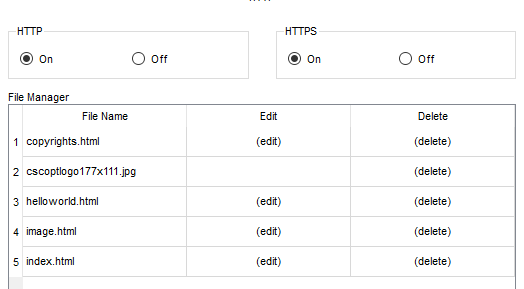 HTTP HTTPS
On Off On Off
File Manager
File Name Edit Delete
1 copyrights.html (edit) (delete)
2 cscoptlogo177x111.jpg (delete)
3 helloworld.html (edit) (delete)
4 image.html (edit) (delete)
5 index.html (edit) (delete)